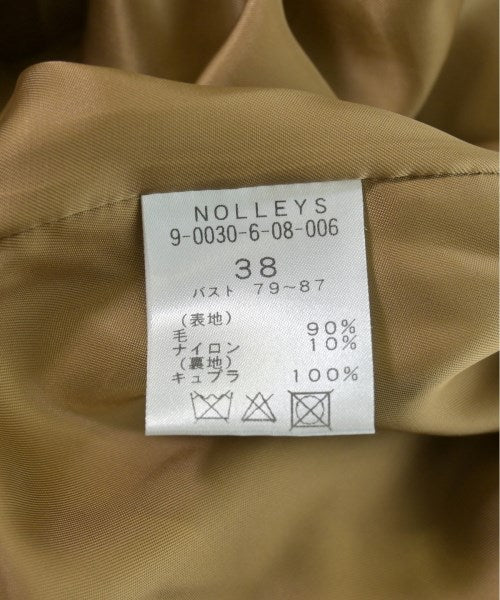 NOLLEYS
9-0030-6-08-006
38
バスト 79～87
(表地)
毛 90%
ナイロン 10%
(裏地)
キュプラ 100%